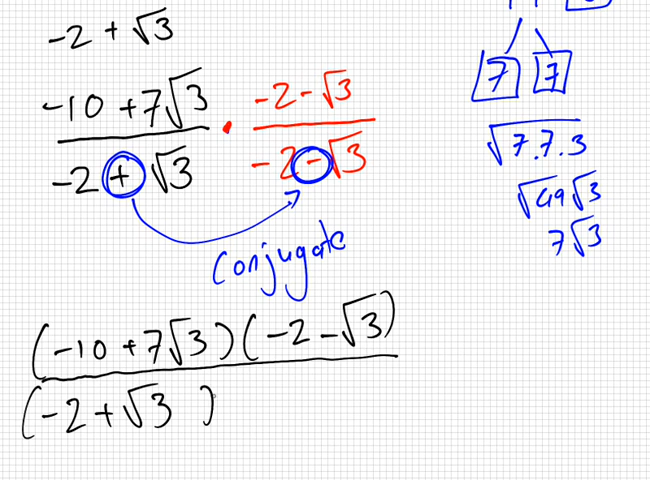 -2 + √3
-10 + 7√3 · -2 - √3
-2 + √3 -2 - √3
Conjugate
(-10 + 7√3)(-2 - √3)
(-2 + √3)
7 7
√7.7.3
√49 √3
7√3